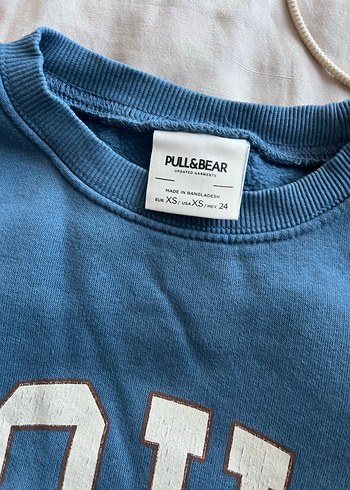 PULL&BEAR
UPDATED GARMENTS
MADE IN BANGLADESH
EUR XS / USA XS / MEX 24